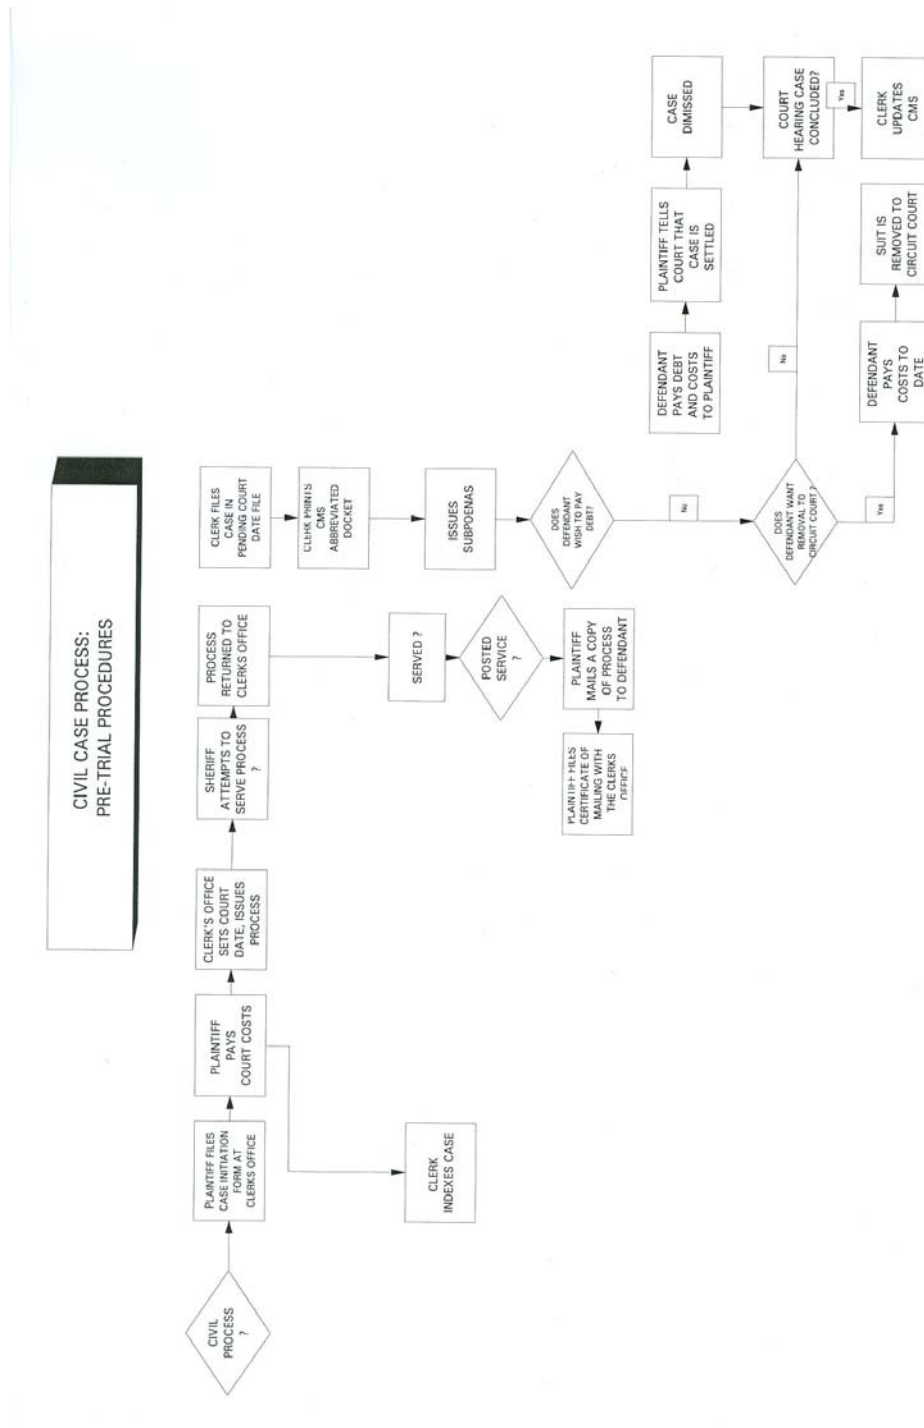 CIVIL CASE PROCESS:
PRE-TRIAL PROCEDURES
CIVIL
PROCESS
?
PLAINTIFF FILES
CASE INITIATION
FORM AT
CLERKS OFFICE
PLAINTIFF
PAYS
COURT COSTS
CLERK'S OFFICE
SETS COURT
DATE, ISSUES
PROCESS
SHERIFF
ATTEMPTS TO
SERVE PROCESS
?
PROCESS
RETURNED TO
CLERKS OFFICE
CLERK FILES
CASE IN
PENDING COURT
DATE FILE
CLERK PRINTS
CMS
ABBREVIATED
DOCKET
CLERK
INDEXES CASE
SERVED ?
ISSUES
SUBPOENAS
POSTED
SERVICE
?
DOES
DEFENDANT
WISH TO PAY
DEBT?
PLAINTIFF FILES
CERTIFICATE OF
MAILING WITH
THE CLERKS
OFFICE
PLAINTIFF
MAILS A COPY
OF PROCESS
TO DEFENDANT
No
DEFENDANT
PAYS DEBT
AND COSTS
TO PLAINTIFF
PLAINTIFF TELLS
COURT THAT
CASE IS
SETTLED
CASE
DIMISSED
DOES
DEFENDANT WANT
REMOVAL TO
CIRCUIT COURT ?
No
COURT
HEARING CASE
CONCLUDED?
Yes
Yes
DEFENDANT
PAYS
COSTS TO
DATE
SUIT IS
REMOVED TO
CIRCUIT COURT
CLERK
UPDATES
CMS